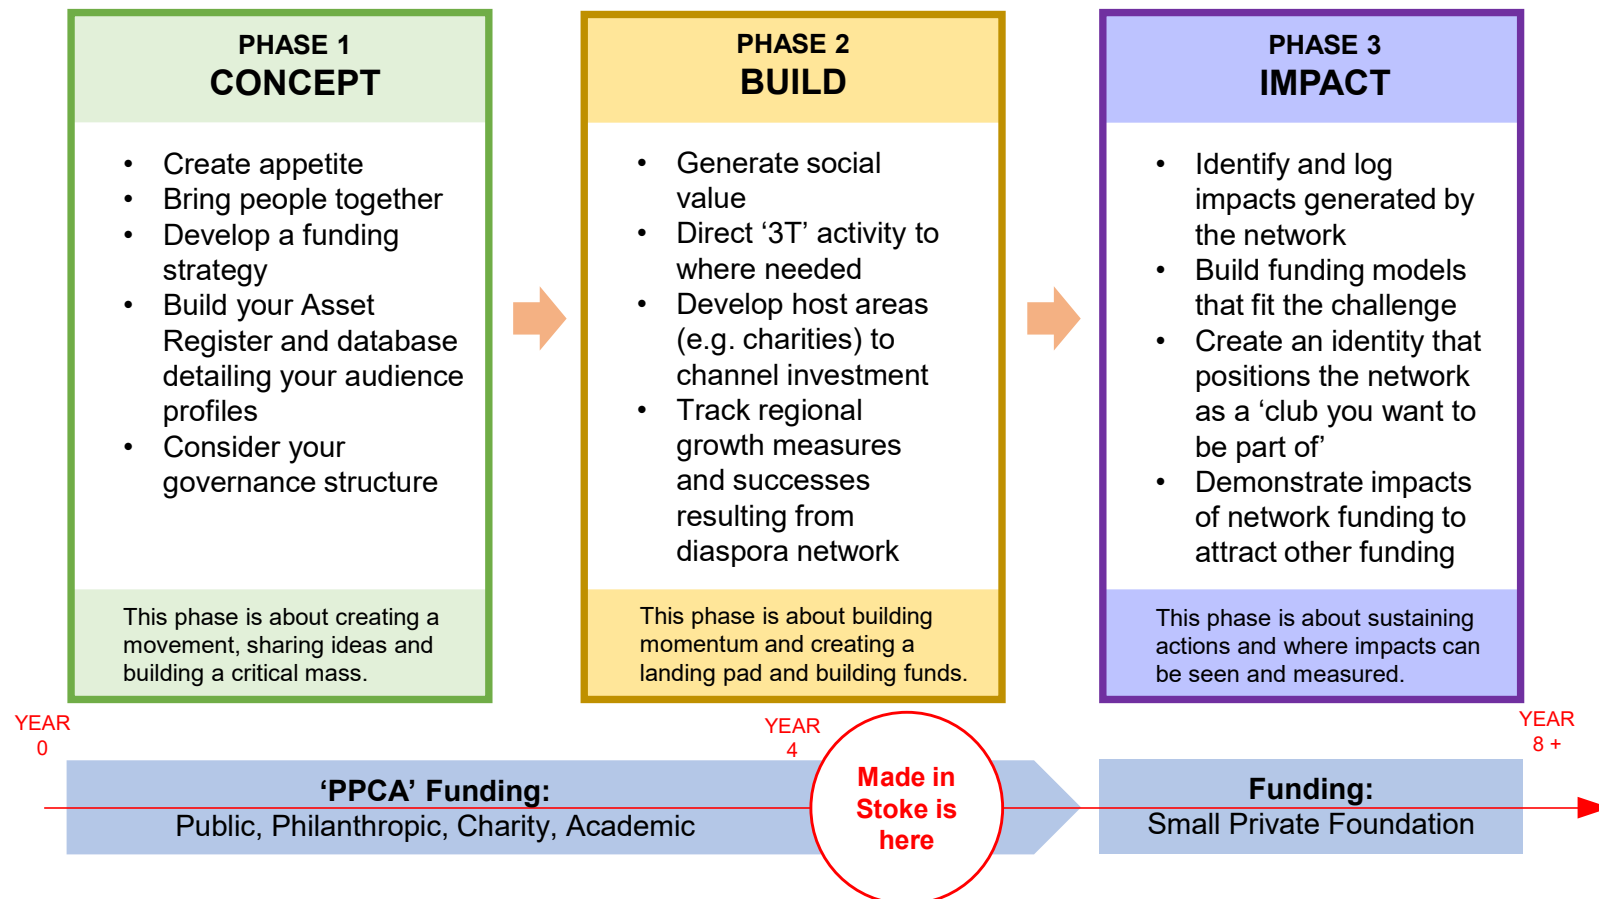 PHASE 1
CONCEPT
• Create appetite
• Bring people together
• Develop a funding
strategy
• Build your Asset
Register and database
detailing your audience
profiles
• Consider your
governance structure
This phase is about creating a
movement, sharing ideas and
building a critical mass.
PHASE 2
BUILD
• Generate social
value
• Direct ‘3T’ activity to
where needed
• Develop host areas
(e.g. charities) to
channel investment
• Track regional
growth measures
and successes
resulting from
diaspora network
This phase is about building
momentum and creating a
landing pad and building funds.
PHASE 3
IMPACT
• Identify and log
impacts generated by
the network
• Build funding models
that fit the challenge
• Create an identity that
positions the network
as a ‘club you want to
be part of’
• Demonstrate impacts
of network funding to
attract other funding
This phase is about sustaining
actions and where impacts can
be seen and measured.
YEAR
0
YEAR
4
YEAR
8 +
‘PPCA’ Funding:
Public, Philanthropic, Charity, Academic
Made in
Stoke is
here
Funding:
Small Private Foundation